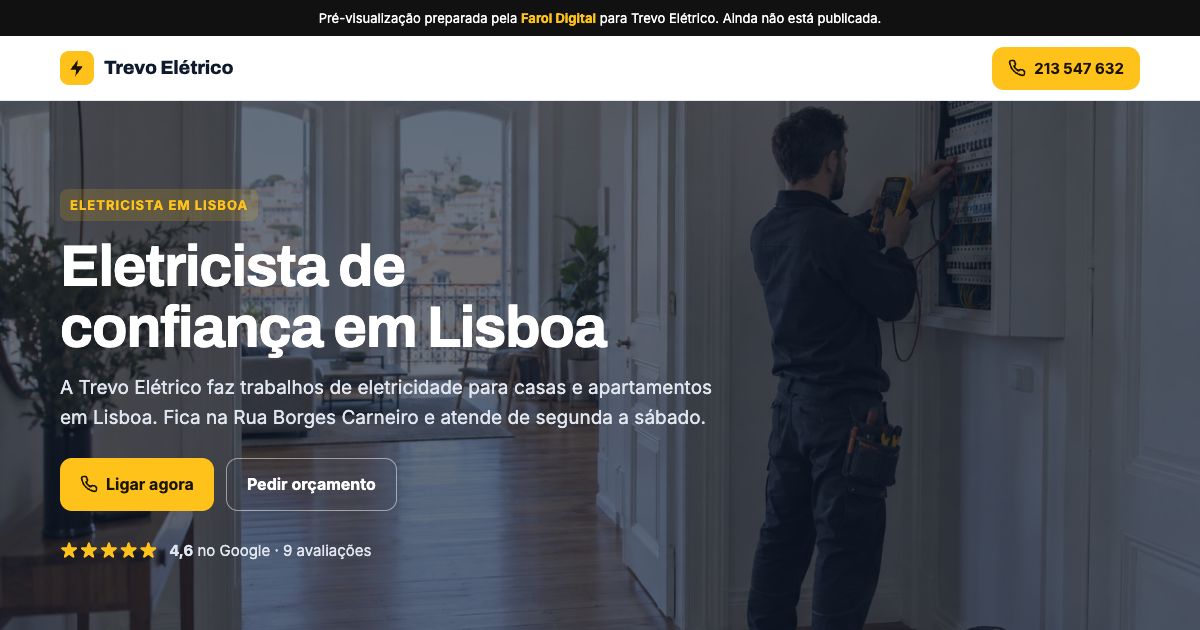 Pré-visualização preparada pela Farol Digital para Trevo Elétrico. Ainda não está publicada.
Trevo Elétrico
213 547 632
ELETRICISTA EM LISBOA
Eletricista de
confiança em Lisboa
A Trevo Elétrico faz trabalhos de eletricidade para casas e apartamentos
em Lisboa. Fica na Rua Borges Carneiro e atende de segunda a sábado.
Ligar agora
Pedir orçamento
4,6 no Google · 9 avaliações